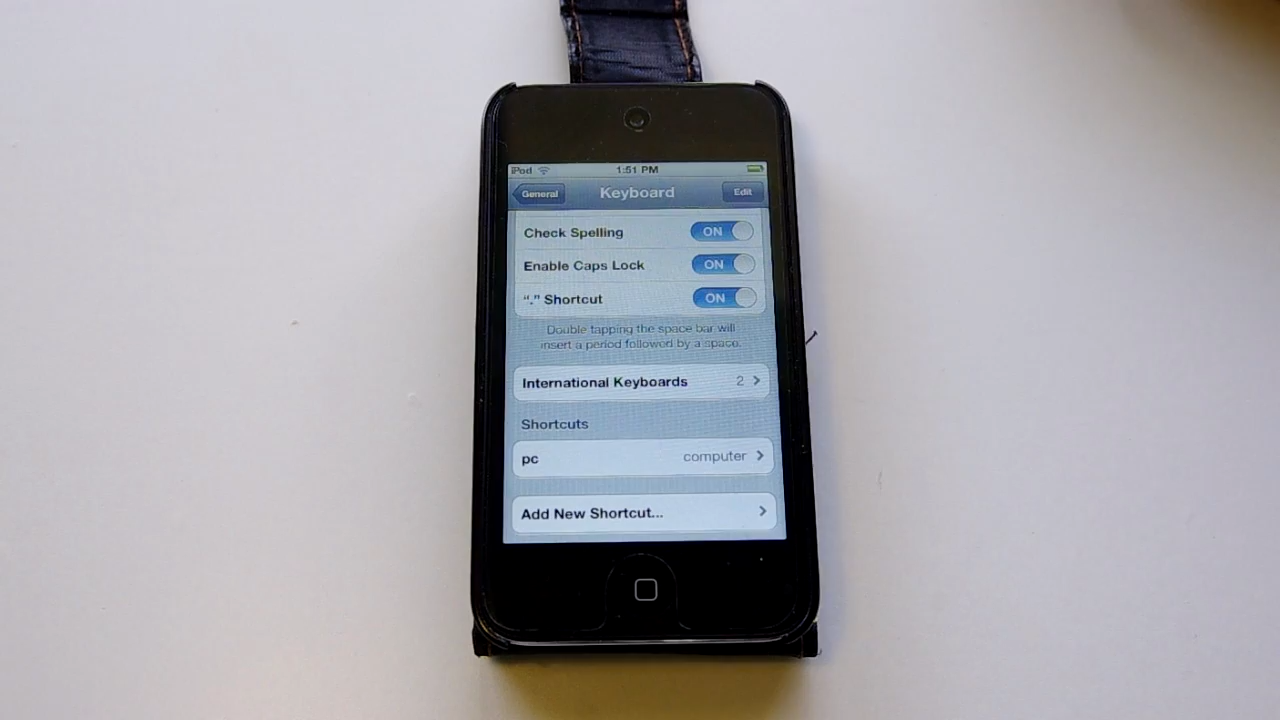 iPod 1:51 PM
General Keyboard Edit
Check Spelling ON
Enable Caps Lock ON
“.” Shortcut ON
Double tapping the space bar will
insert a period followed by a space.
International Keyboards 2
Shortcuts
pc computer
Add New Shortcut...